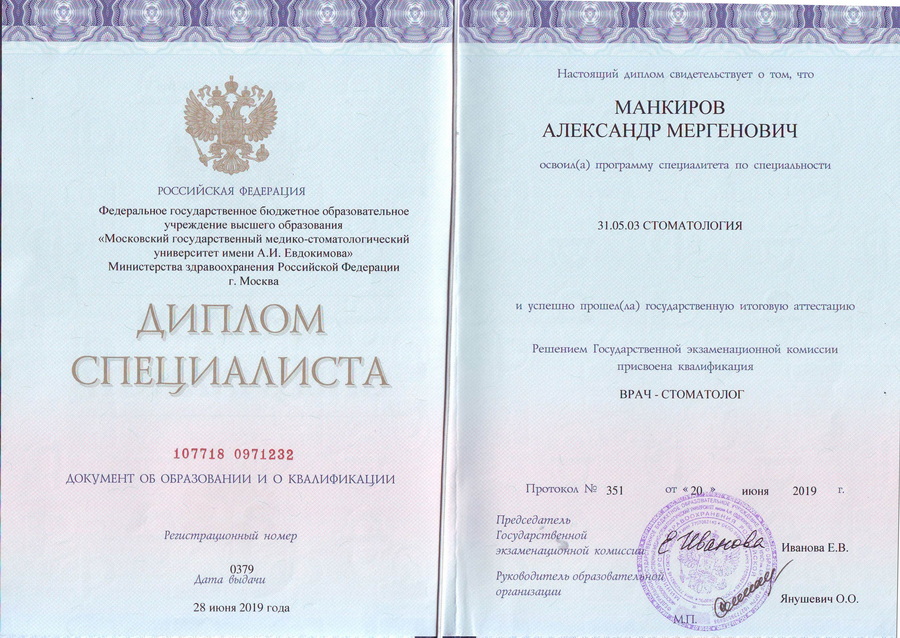 РОССИЙСКАЯ ФЕДЕРАЦИЯ
Федеральное государственное бюджетное образовательное
учреждение высшего образования
«Московский государственный медико-стоматологический
университет имени А.И. Евдокимова»
Министерства здравоохранения Российской Федерации
г. Москва
ДИПЛОМ
СПЕЦИАЛИСТА
107718 0971232
ДОКУМЕНТ ОБ ОБРАЗОВАНИИ И О КВАЛИФИКАЦИИ
Регистрационный номер
0379
Дата выдачи
28 июня 2019 года
Настоящий диплом свидетельствует о том, что
МАНКИРОВ
АЛЕКСАНДР МЕРГЕНОВИЧ
освоил(а) программу специалитета по специальности
31.05.03 СТОМАТОЛОГИЯ
и успешно прошел(ла) государственную итоговую аттестацию
Решением Государственной экзаменационной комиссии
присвоена квалификация
ВРАЧ - СТОМАТОЛОГ
Протокол № 351 от « 20 » июня 2019 г.
Председатель
Государственной
экзаменационной комиссии Е Иванова Иванова Е.В.
Руководитель образовательной
организации Янушевич О.О.
М.П.